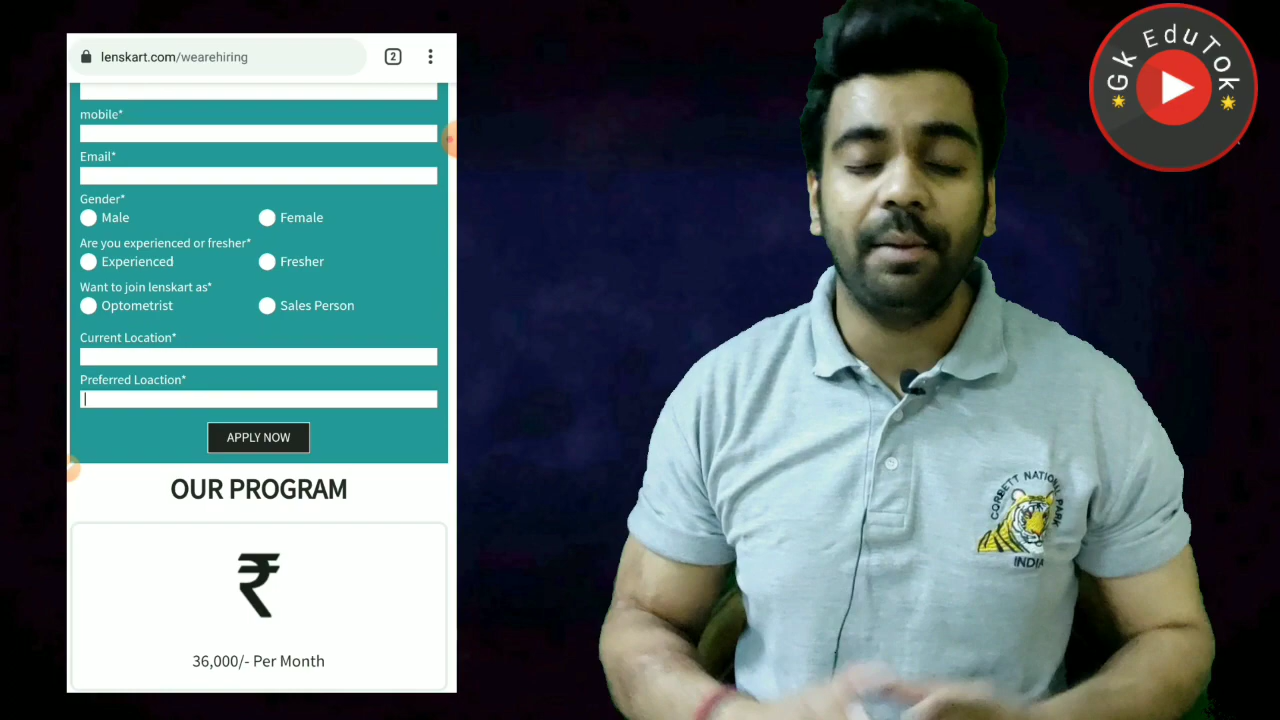 lenskart.com/wearehiring
2
mobile*
Email*
Gender*
Male Female
Are you experienced or fresher*
Experienced Fresher
Want to join lenskart as*
Optometrist Sales Person
Current Location*
Preferred Loaction*
APPLY NOW
OUR PROGRAM
₹
36,000/- Per Month
Gk EduTok
CORBETT NATIONAL PARK
INDIA